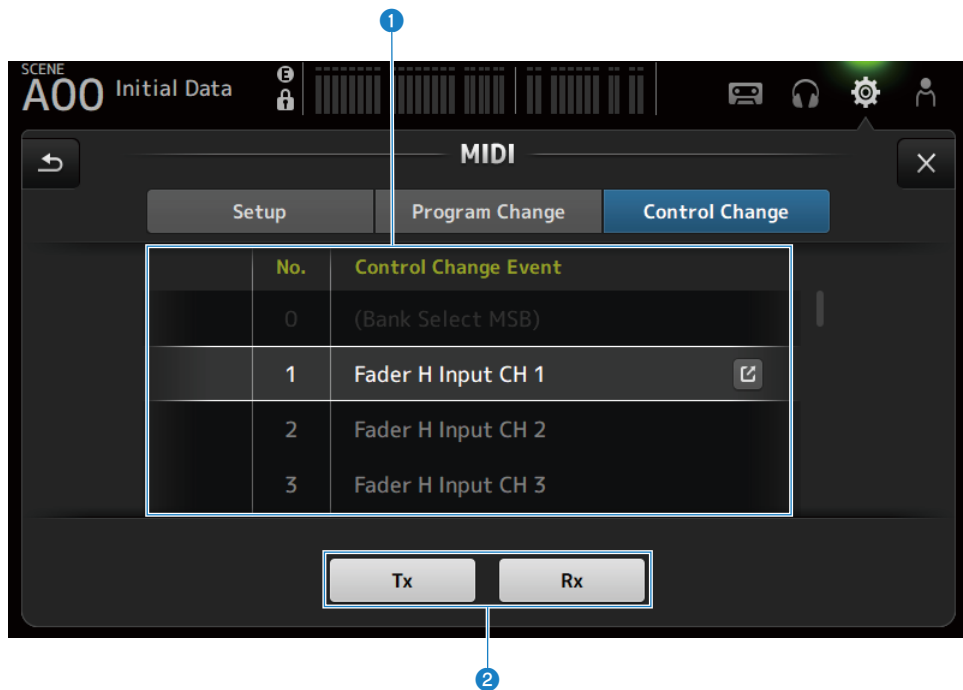 1
SCENE
A00 Initial Data E
MIDI
Setup Program Change Control Change
No. Control Change Event
0 (Bank Select MSB)
1 Fader H Input CH 1
2 Fader H Input CH 2
3 Fader H Input CH 3
Tx Rx
2